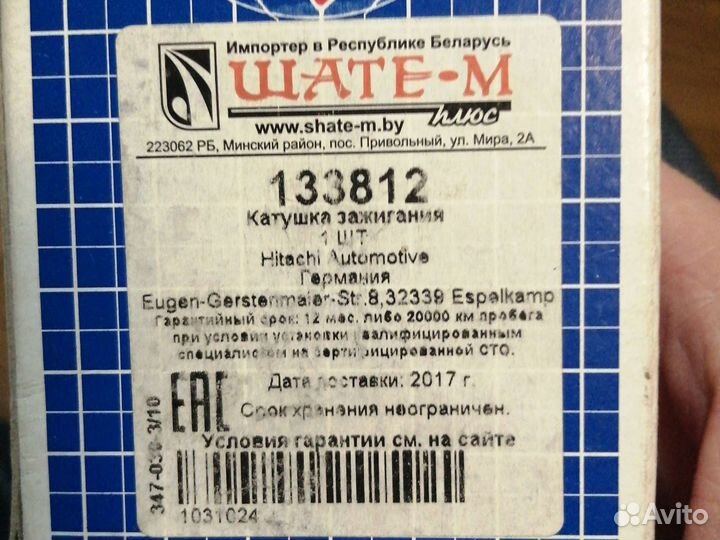 Импортер в Республике Беларусь
ШАТЕ-М
плюс
www.shate-m.by
223062 РБ, Минский район, пос. Привольный, ул. Мира, 2А
133812
Катушка зажигания
1 ШТ
Hitachi Automotive
Германия
Eugen-Gerstenmaier-Str.8,32339 Espelkamp
Гарантийный срок: 12 мес. либо 20000 км пробега
при условии установки квалифицированным
специалистом на сертифицированной СТО.
EAC
Дата поставки: 2017 г.
Срок хранения неограничен.
Условия гарантии см. на сайте
1031024
Avito